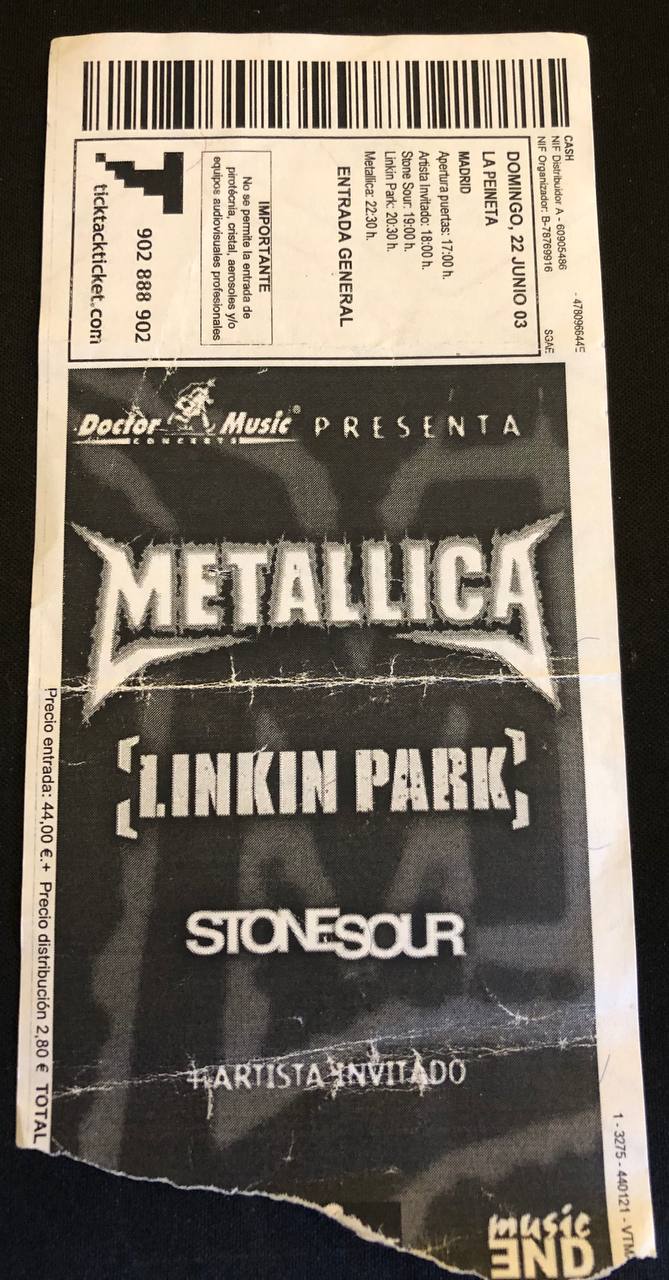 CASH
NIF Distribuidor A - 60905486
NIF Organizador: B-78769916
- 478096644E
SGAE
DOMINGO, 22 JUNIO 03
LA PEINETA
MADRID
Apertura puertas: 17:00 h.
Artista Invitado: 18:00 h.
Stone Sour: 19:00 h.
Linkin Park: 20:30 h.
Metallica: 22:30 h.
ENTRADA GENERAL
IMPORTANTE
No se permite la entrada de
pirotécnia, cristal, aerosoles y/o
equipos audiovisuales profesionales
902 888 902
ticktackticket.com
Doctor Music® PRESENTA
CONCERTS
METALLICA
[LINKIN PARK]
STONESOUR
+ ARTISTA INVITADO
Precio entrada: 44,00 €.+ Precio distribución 2,80 € TOTAL
1 - 3275 - 440121 - VTM
music